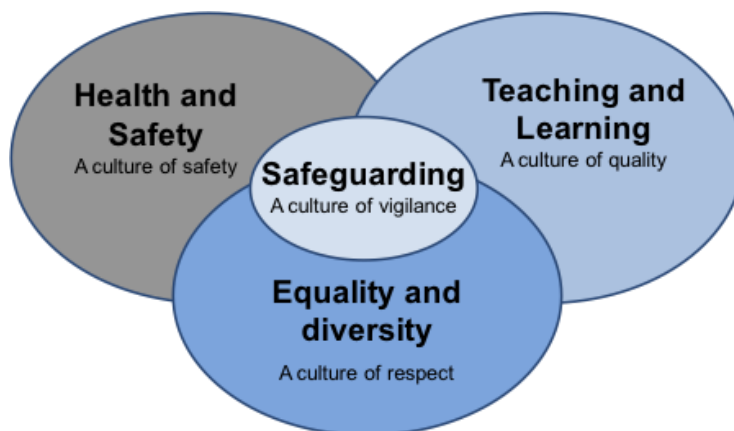 Health and
Safety
A culture of safety
Teaching and
Learning
A culture of quality
Safeguarding
A culture of vigilance
Equality and
diversity
A culture of respect